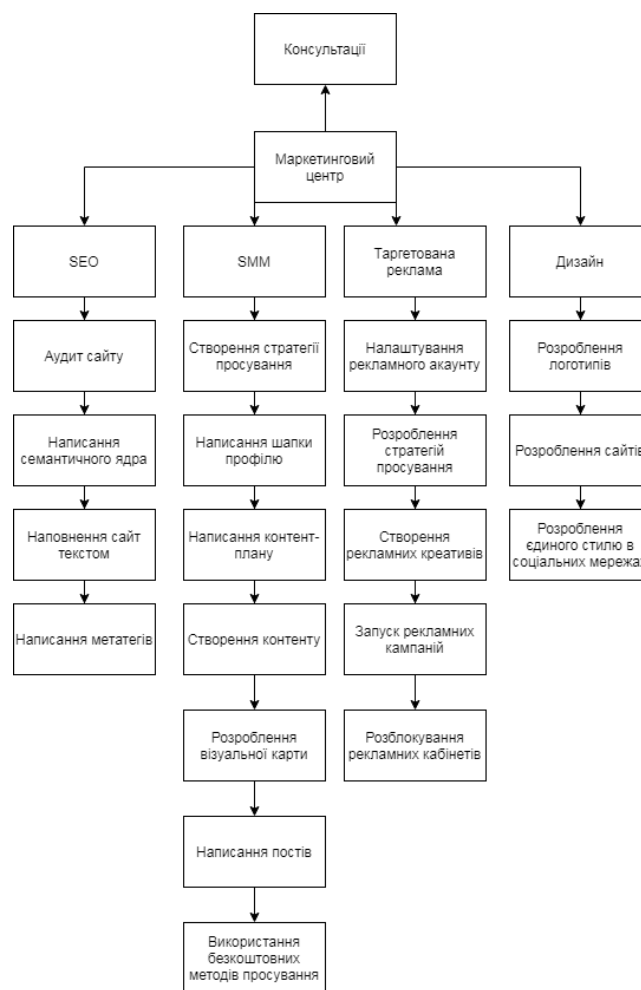 Консультації
Маркетинговий
центр
SEO
SMM
Таргетована
реклама
Дизайн
Аудит сайту
Створення стратегії
просування
Налаштування
рекламного акаунту
Розроблення
логотипів
Написання
семантичного ядра
Написання шапки
профілю
Розроблення
стратегій
просування
Розроблення сайтів
Наповнення сайт
текстом
Написання контент-
плану
Створення
рекламних креативів
Розроблення
єдиного стилю в
соціальних мережах
Написання метатегів
Створення контенту
Запуск рекламних
кампаній
Розроблення
візуальної карти
Розблокування
рекламних кабінетів
Написання постів
Використання
безкоштовних
методів просування